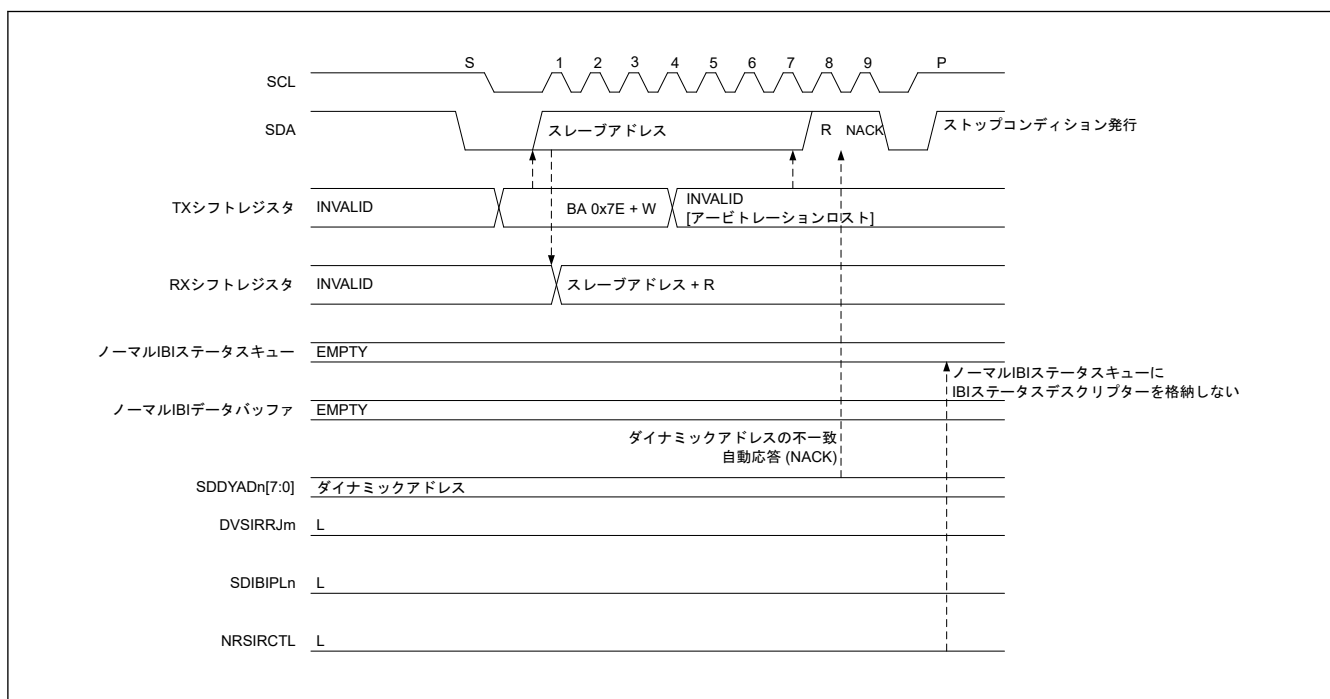 S 1 2 3 4 5 6 7 8 9 P
SCL
SDA
スレーブアドレス
R NACK
ストップコンディション発行
TXシフトレジスタ
INVALID
BA 0x7E + W
INVALID
[アービトレーションロスト]
RXシフトレジスタ
INVALID
スレーブアドレス + R
ノーマルIBIステータスキュー
EMPTY
ノーマルIBIステータスキューに
IBIステータスデスクリプターを格納しない
ノーマルIBIデータバッファ
EMPTY
ダイナミックアドレスの不一致
自動応答 (NACK)
SDDYADn[7:0]
ダイナミックアドレス
DVSIRRJm
L
SDIBIPLn
L
NRSIRCTL
L